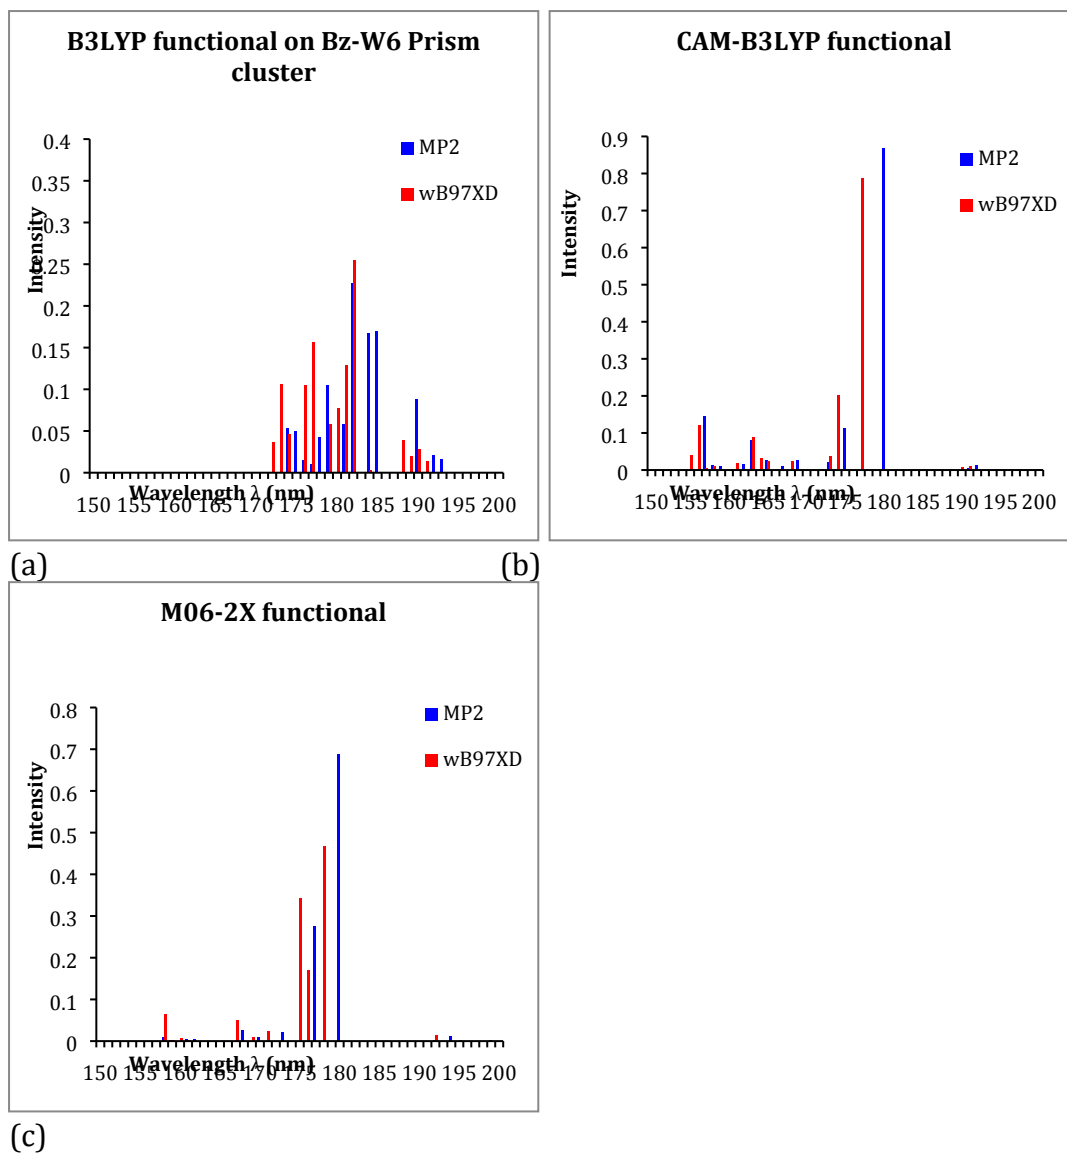 B3LYP functional on Bz-W6 Prism
cluster
0.4
0.35
0.3
0.25
0.2
0.15
0.1
0.05
0
Intensity
MP2
wB97XD
150 155 160 165 170 175 180 185 190 195 200
Wavelength λ (nm)
(a)
CAM-B3LYP functional
0.9
0.8
0.7
0.6
0.5
0.4
0.3
0.2
0.1
0
Intensity
MP2
wB97XD
150 155 160 165 170 175 180 185 190 195 200
Wavelength λ (nm)
(b)
M06-2X functional
0.8
0.7
0.6
0.5
0.4
0.3
0.2
0.1
0
Intensity
MP2
wB97XD
150 155 160 165 170 175 180 185 190 195 200
Wavelength λ (nm)
(c)